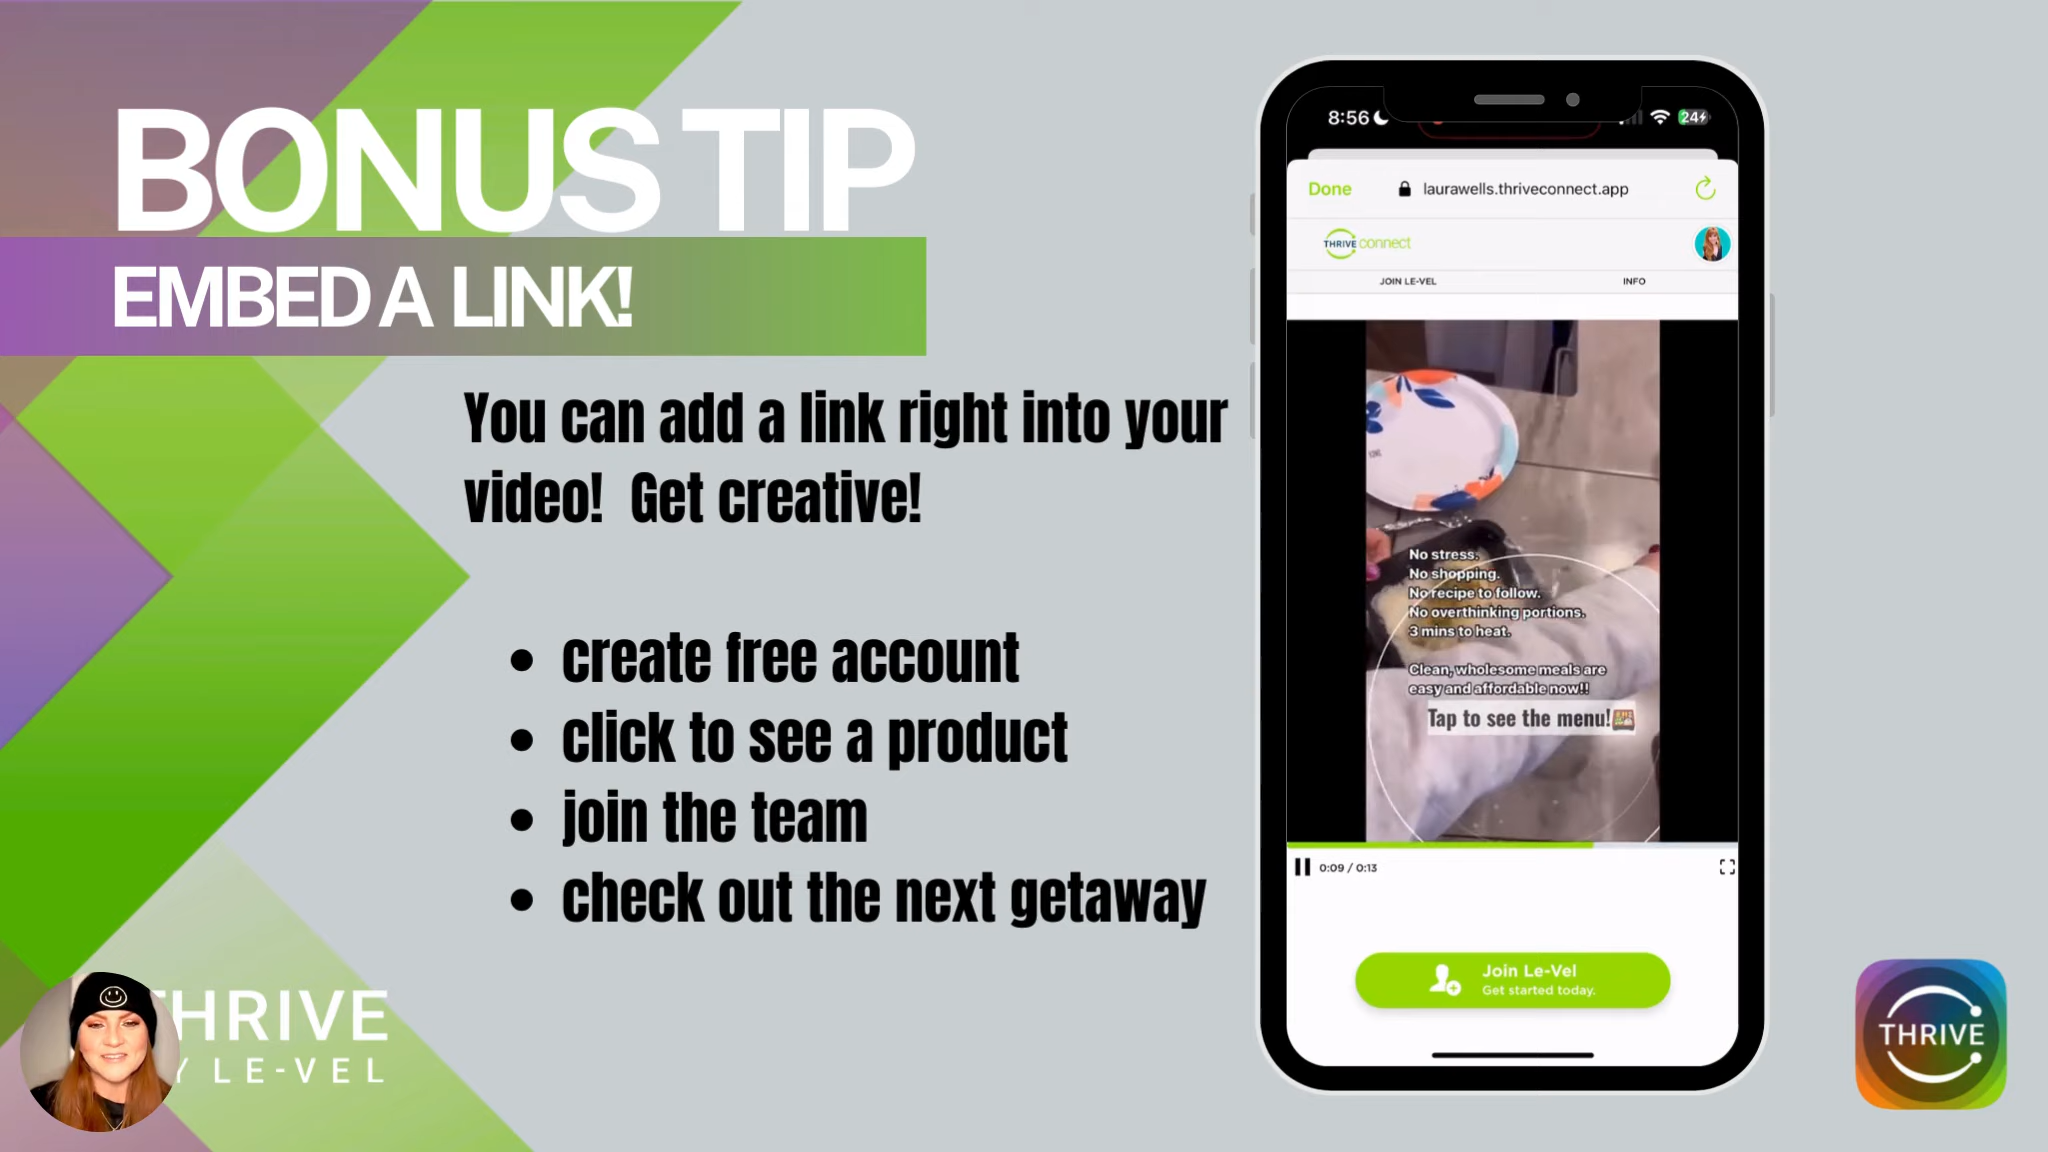 BONUS TIP
EMBED A LINK!
You can add a link right into your
video!  Get creative!
• create free account
• click to see a product
• join the team
• check out the next getaway
THRIVE
Y LE-VEL
8:56
24
Done
laurawells.thriveconnect.app
THRIVE connect
JOIN LE-VEL
INFO
No stress.
No shopping.
No recipe to follow.
No overthinking portions.
3 mins to heat.
Clean, wholesome meals are
easy and affordable now!!
Tap to see the menu!
0:09 / 0:13
Join Le-Vel
Get started today.
THRIVE